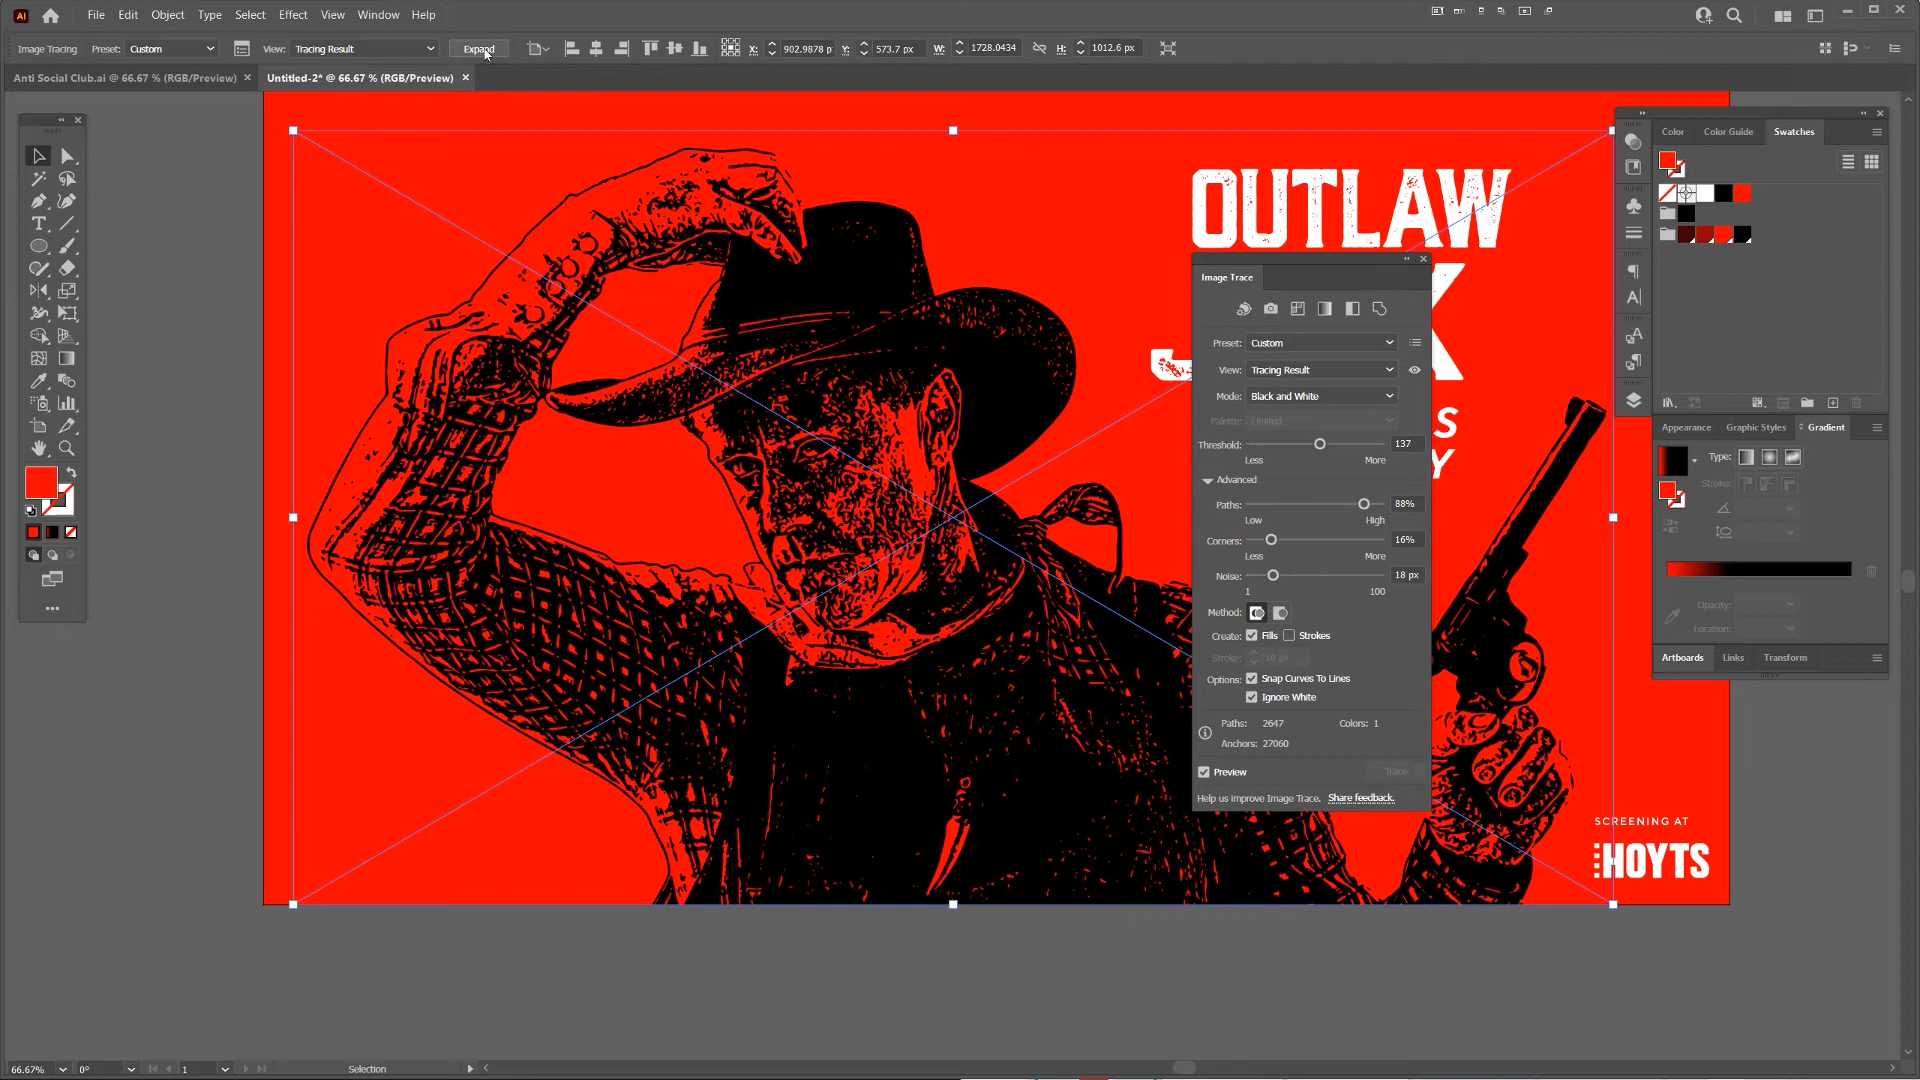 Ai File Edit Object Type Select Effect View Window Help
Image Tracing Preset: Custom View: Tracing Result Expand X: 902.9878 p Y: 573.7 px W: 1728.0434 H: 1012.6 px
Anti Social Club.ai @ 66.67 % (RGB/Preview) × Untitled-2* @ 66.67 % (RGB/Preview) ×
OUTLAW
J
K
S
Y
SCREENING AT
HOYTS
Image Trace
Preset: Custom
View: Tracing Result
Mode: Black and White
Palette: Limited
Threshold: 137
Less More
Advanced
Paths: 88%
Low High
Corners: 16%
Less More
Noise: 18 px
1 100
Method:
Create: Fills Strokes
Stroke: 10 px
Options: Snap Curves To Lines
Ignore White
Paths: 2647 Colors: 1
Anchors: 27060
Preview Trace
Help us improve Image Trace. Share feedback.
Color Color Guide Swatches
Appearance Graphic Styles Gradient
Type:
Stroke:
Opacity:
Location:
Artboards Links Transform
66.67% 0° 1 Selection